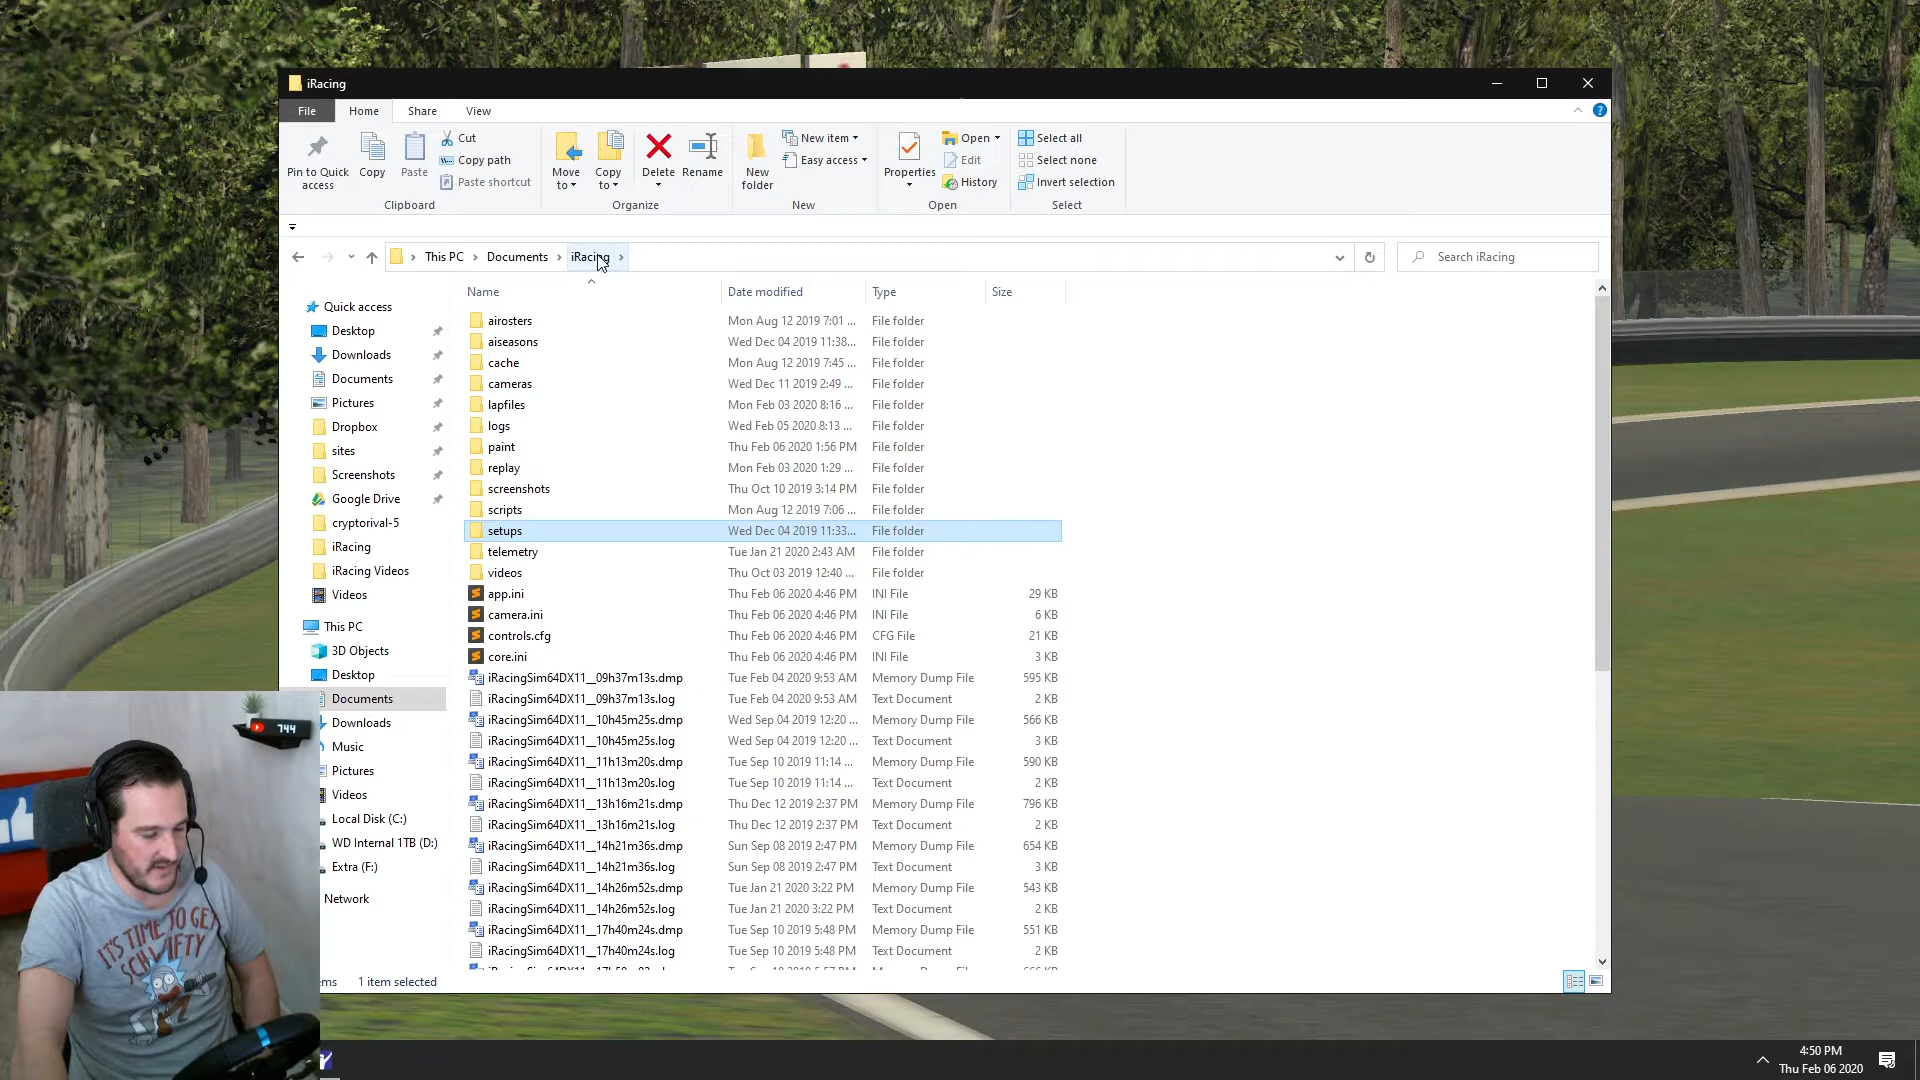 iRacing
File
Home
Share
View
Pin to Quick access
Copy
Paste
Cut
Copy path
Paste shortcut
Clipboard
Move to
Copy to
Delete
Rename
Organize
New folder
New item
Easy access
New
Properties
Open
Edit
History
Open
Select all
Select none
Invert selection
Select
This PC
Documents
iRacing
Search iRacing
Quick access
Desktop
Downloads
Documents
Pictures
Dropbox
sites
Screenshots
Google Drive
cryptorival-5
iRacing
iRacing Videos
Videos
This PC
3D Objects
Desktop
Documents
Downloads
Music
Pictures
Videos
Local Disk (C:)
WD Internal 1TB (D:)
Extra (F:)
Network
Name Date modified Type Size
airosters Mon Aug 12 2019 7:01 ... File folder
aiseasons Wed Dec 04 2019 11:38... File folder
cache Mon Aug 12 2019 7:45 ... File folder
cameras Wed Dec 11 2019 2:49 ... File folder
lapfiles Mon Feb 03 2020 8:16 ... File folder
logs Wed Feb 05 2020 8:13 ... File folder
paint Thu Feb 06 2020 1:56 PM File folder
replay Mon Feb 03 2020 1:29 ... File folder
screenshots Thu Oct 10 2019 3:14 PM File folder
scripts Mon Aug 12 2019 7:06 ... File folder
setups Wed Dec 04 2019 11:33... File folder
telemetry Tue Jan 21 2020 2:43 AM File folder
videos Thu Oct 03 2019 12:40 ... File folder
app.ini Thu Feb 06 2020 4:46 PM INI File 29 KB
camera.ini Thu Feb 06 2020 4:46 PM INI File 6 KB
controls.cfg Thu Feb 06 2020 4:46 PM CFG File 21 KB
core.ini Thu Feb 06 2020 4:46 PM INI File 3 KB
iRacingSim64DX11__09h37m13s.dmp Tue Feb 04 2020 9:53 AM Memory Dump File 595 KB
iRacingSim64DX11__09h37m13s.log Tue Feb 04 2020 9:53 AM Text Document 2 KB
iRacingSim64DX11__10h45m25s.dmp Wed Sep 04 2019 12:20 ... Memory Dump File 566 KB
iRacingSim64DX11__10h45m25s.log Wed Sep 04 2019 12:20 ... Text Document 3 KB
iRacingSim64DX11__11h13m20s.dmp Tue Sep 10 2019 11:14 ... Memory Dump File 590 KB
iRacingSim64DX11__11h13m20s.log Tue Sep 10 2019 11:14 ... Text Document 2 KB
iRacingSim64DX11__13h16m21s.dmp Thu Dec 12 2019 2:37 PM Memory Dump File 796 KB
iRacingSim64DX11__13h16m21s.log Thu Dec 12 2019 2:37 PM Text Document 2 KB
iRacingSim64DX11__14h21m36s.dmp Sun Sep 08 2019 2:47 PM Memory Dump File 654 KB
iRacingSim64DX11__14h21m36s.log Sun Sep 08 2019 2:47 PM Text Document 3 KB
iRacingSim64DX11__14h26m52s.dmp Tue Jan 21 2020 3:22 PM Memory Dump File 543 KB
iRacingSim64DX11__14h26m52s.log Tue Jan 21 2020 3:22 PM Text Document 2 KB
iRacingSim64DX11__17h40m24s.dmp Tue Sep 10 2019 5:48 PM Memory Dump File 551 KB
iRacingSim64DX11__17h40m24s.log Tue Sep 10 2019 5:48 PM Text Document 2 KB
1 item selected
744
IT'S TIME TO GET
4:50 PM
Thu Feb 06 2020